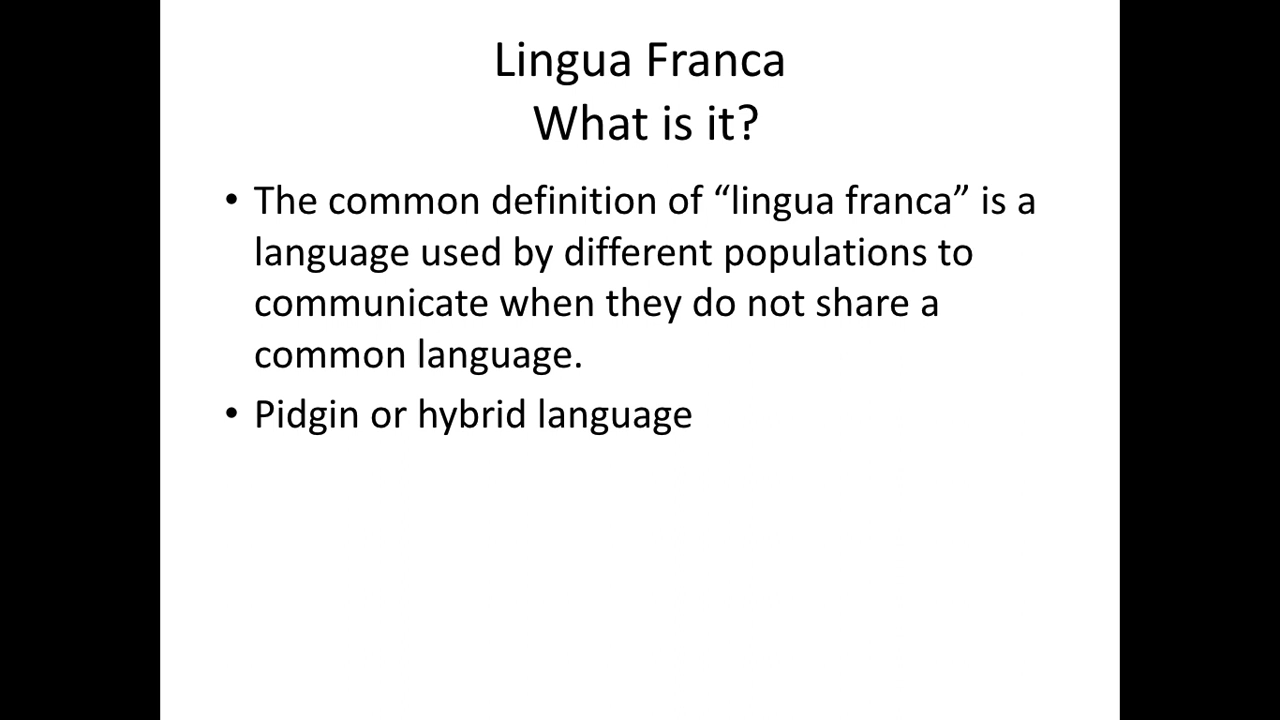 Lingua Franca
What is it?
• The common definition of “lingua franca” is a
language used by different populations to
communicate when they do not share a
common language.
• Pidgin or hybrid language